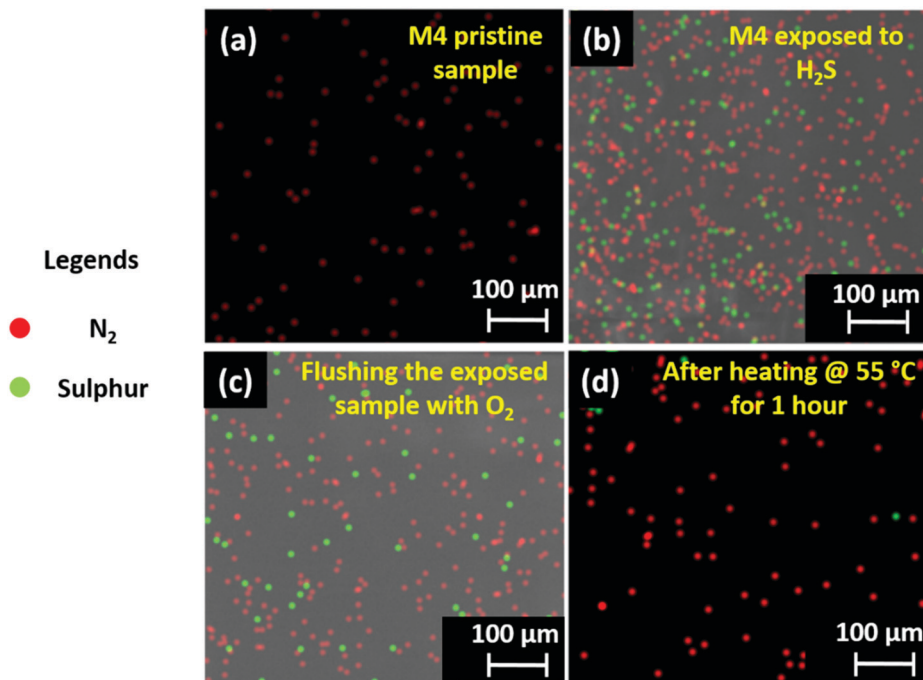 Legends
N₂
Sulphur
(a)
M4 pristine
sample
100 µm
(b)
M4 exposed to
H₂S
100 µm
(c)
Flushing the exposed
sample with O₂
100 µm
(d)
After heating @ 55 °C
for 1 hour
100 µm